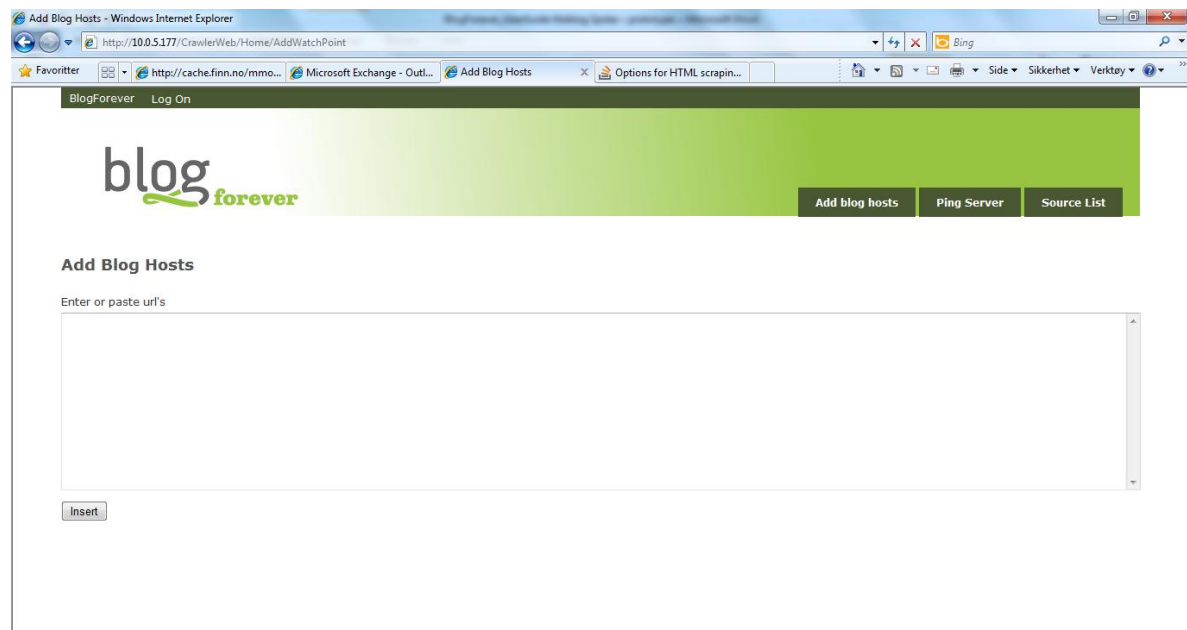 Add Blog Hosts - Windows Internet Explorer
http://10.0.5.177/CrawlerWeb/Home/AddWatchPoint
Bing
Favoritter
http://cache.finn.no/mmo...
Microsoft Exchange - Outl...
Add Blog Hosts
Options for HTML scrapin...
Side
Sikkerhet
Verktøy
BlogForever Log On
blog
forever
Add blog hosts
Ping Server
Source List
Add Blog Hosts
Enter or paste url's
Insert